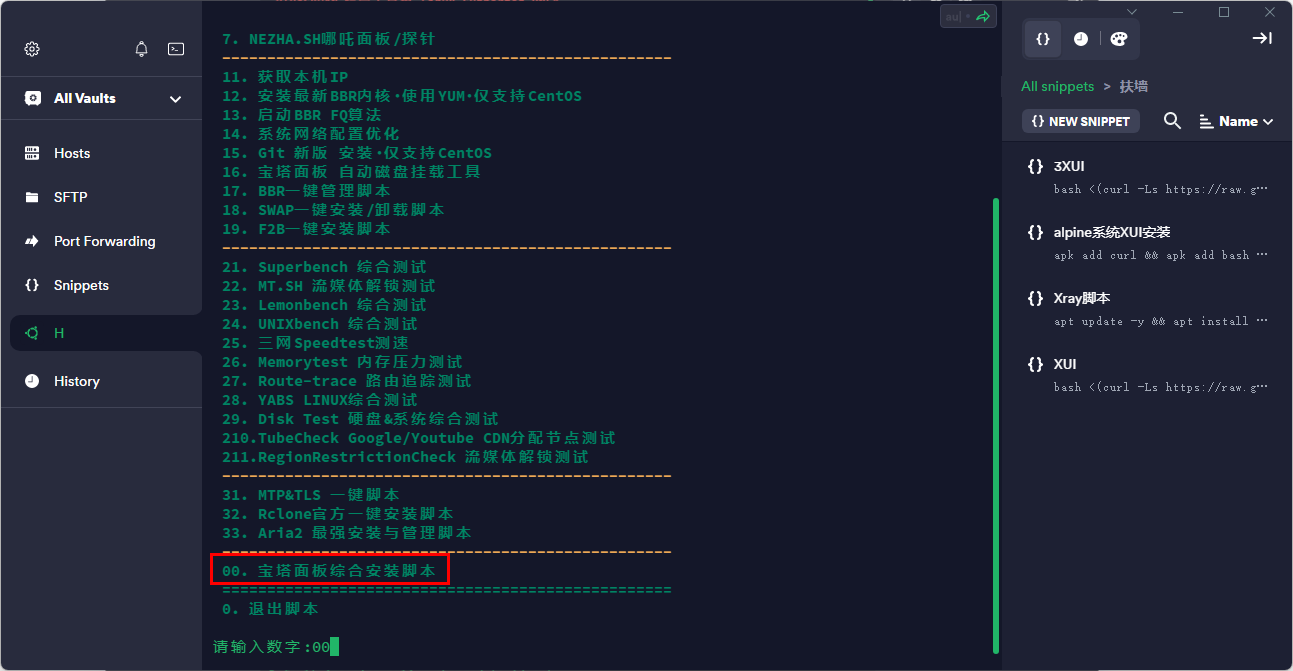 All Vaults
Hosts
SFTP
Port Forwarding
Snippets
H
History
7. NEZHA.SH哪吒面板/探针
--------------------------------------------------
11. 获取本机IP
12. 安装最新BBR内核·使用YUM·仅支持CentOS
13. 启动BBR FQ算法
14. 系统网络配置优化
15. Git 新版 安装·仅支持CentOS
16. 宝塔面板 自动磁盘挂载工具
17. BBR一键管理脚本
18. SWAP一键安装/卸载脚本
19. F2B一键安装脚本
--------------------------------------------------
21. Superbench 综合测试
22. MT.SH 流媒体解锁测试
23. Lemonbench 综合测试
24. UNIXbench 综合测试
25. 三网Speedtest测速
26. Memorytest 内存压力测试
27. Route-trace 路由追踪测试
28. YABS LINUX综合测试
29. Disk Test 硬盘&系统综合测试
210.TubeCheck Google/Youtube CDN分配节点测试
211.RegionRestrictionCheck 流媒体解锁测试
--------------------------------------------------
31. MTP&TLS 一键脚本
32. Rclone官方一键安装脚本
33. Aria2 最强安装与管理脚本
--------------------------------------------------
00. 宝塔面板综合安装脚本
==================================================
0. 退出脚本
请输入数字:00
au|
{}
All snippets > 扶墙
{} NEW SNIPPET
Name
{} 3XUI
bash <(curl -Ls https://raw.g…
{} alpine系统XUI安装
apk add curl && apk add bash …
{} Xray脚本
apt update -y && apt install …
{} XUI
bash <(curl -Ls https://raw.g…